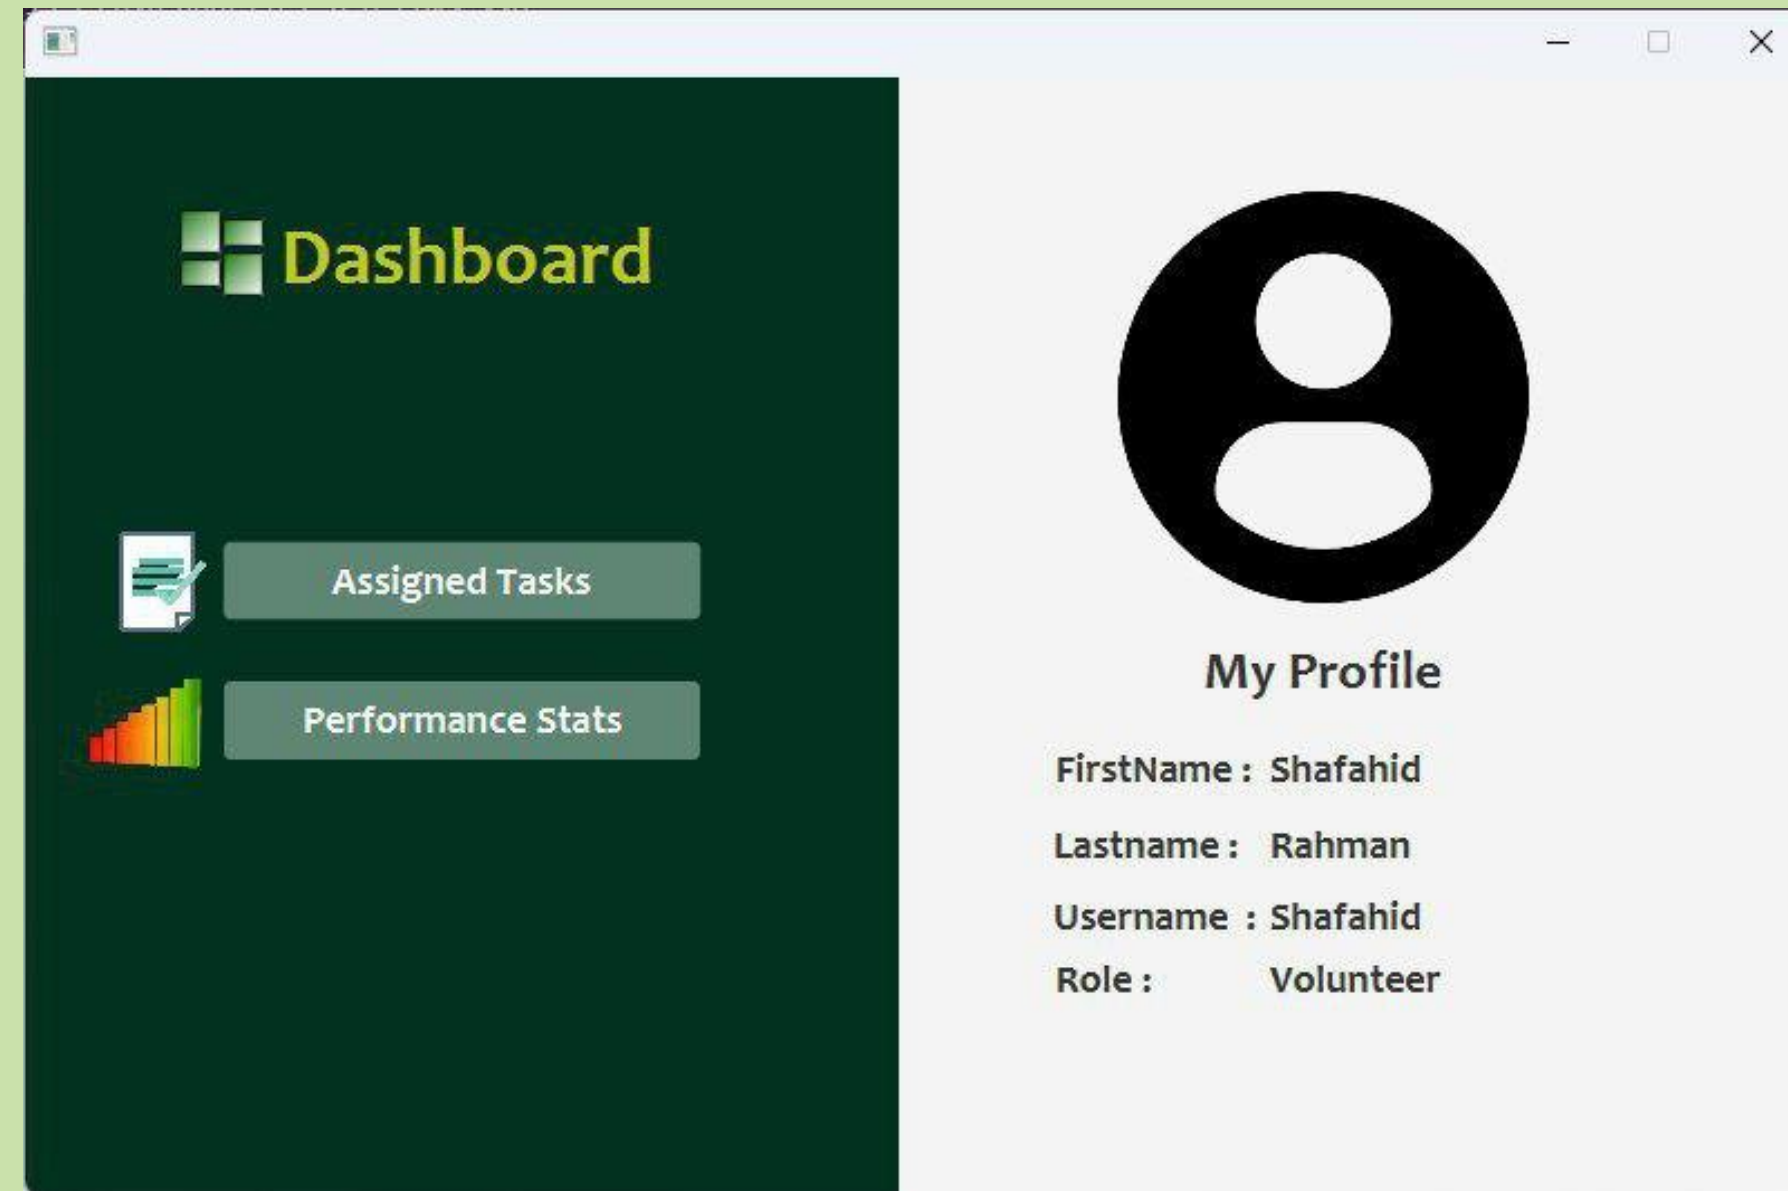 Dashboard
Assigned Tasks
Performance Stats
My Profile
FirstName : Shafahid
Lastname : Rahman
Username : Shafahid
Role : Volunteer